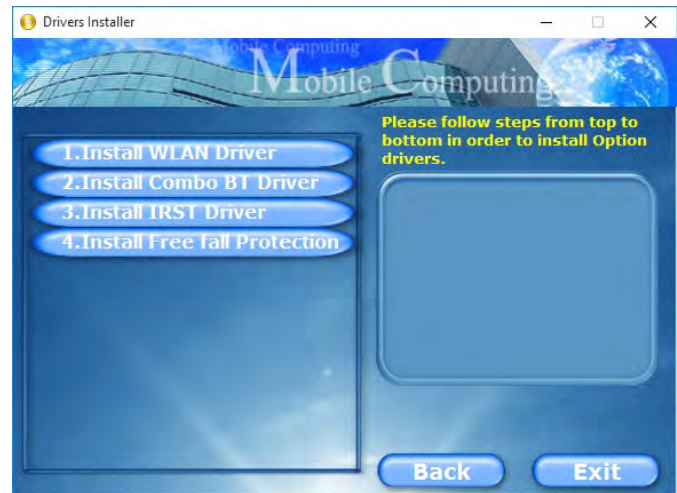 Drivers Installer
Mobile Computing
Mobile Computing
Please follow steps from top to
bottom in order to install Option
drivers.
1.Install WLAN Driver
2.Install Combo BT Driver
3.Install IRST Driver
4.Install Free fall Protection
Back
Exit